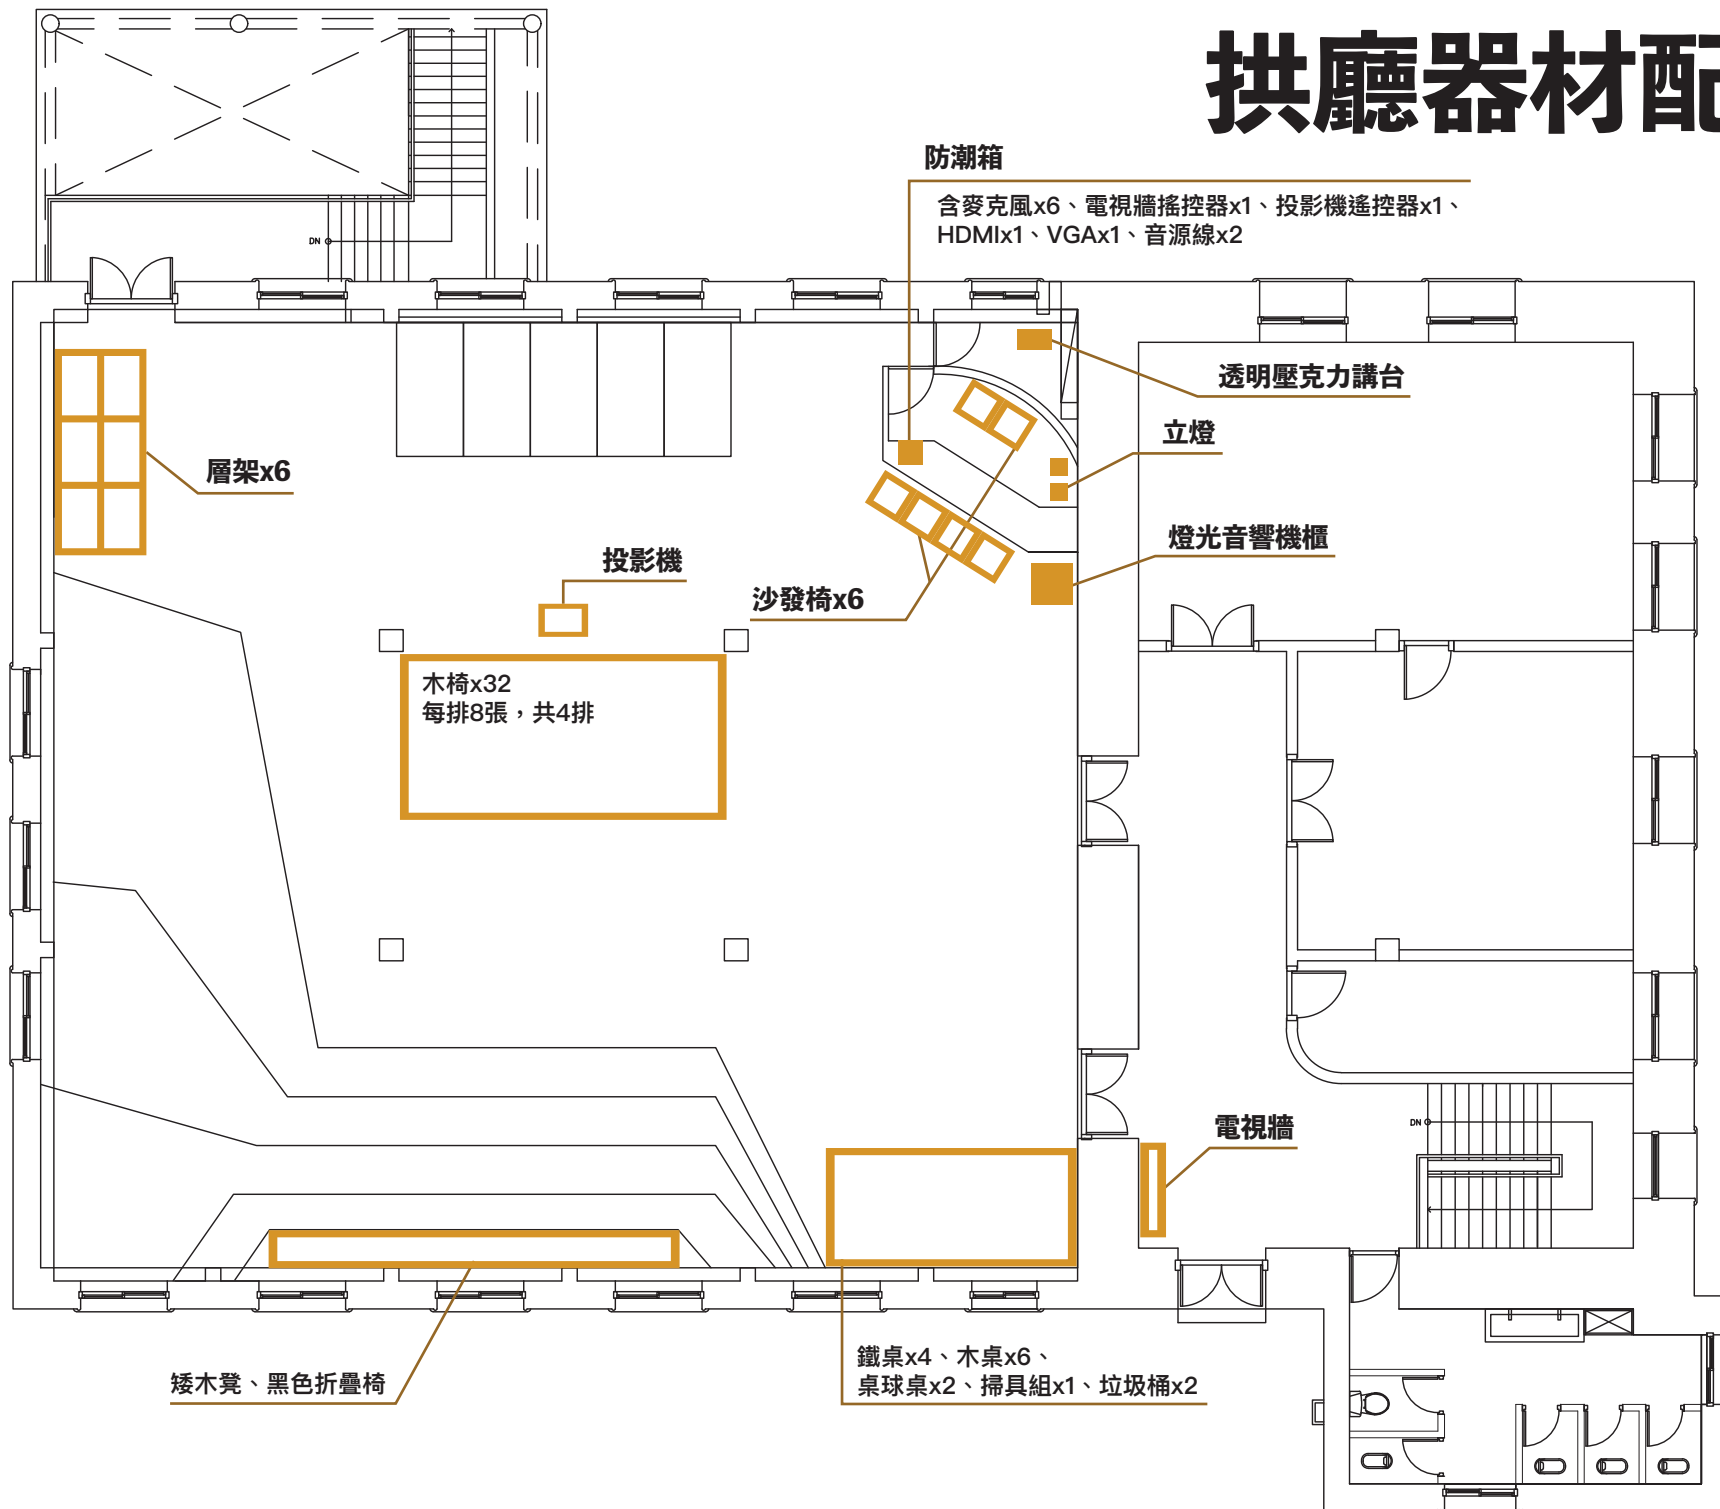 拱廳器材配
防潮箱
含麥克風x6、電視牆搖控器x1、投影機遙控器x1、
HDMIx1、VGAx1、音源線x2
DN
透明壓克力講台
立燈
層架x6
燈光音響機櫃
投影機
沙發椅x6
木椅x32
每排8張，共4排
電視牆
DN
鐵桌x4、木桌x6、
桌球桌x2、掃具組x1、垃圾桶x2
矮木凳、黑色折疊椅